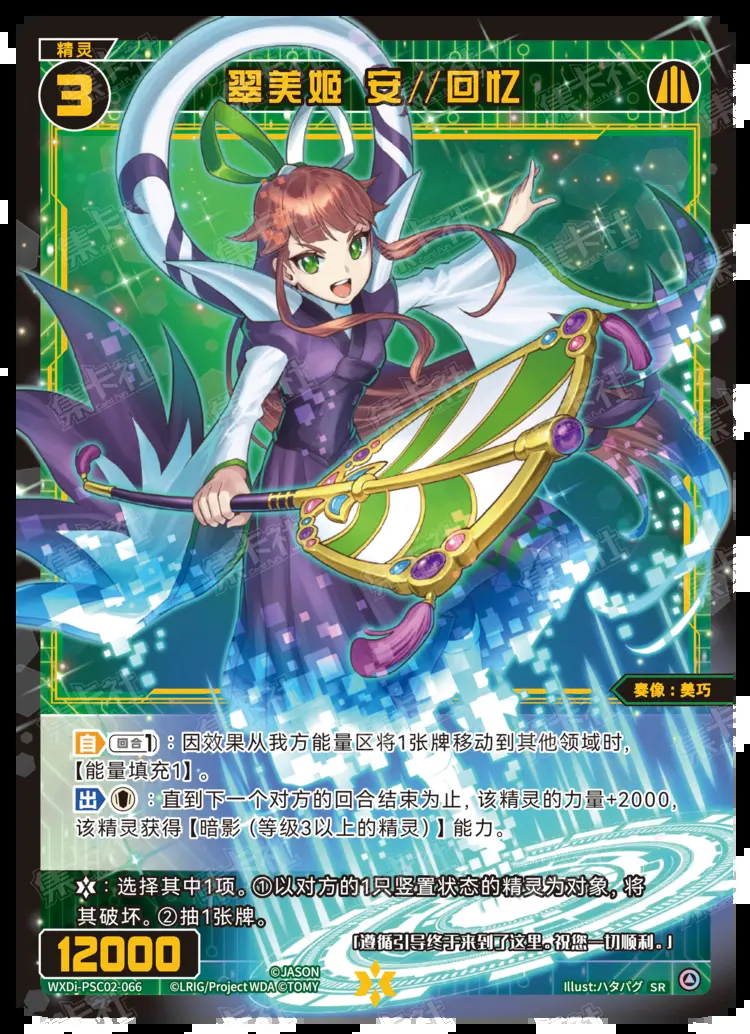 精灵
3
翠美姬 安//回忆
奏像:美巧
自 回合1:因效果从我方能量区将1张牌移动到其他领域时,
【能量填充1】。
出 :直到下一个对方的回合结束为止,该精灵的力量+2000,
该精灵获得【暗影(等级3以上的精灵)】能力。
:选择其中1项。①以对方的1只竖置状态的精灵为对象,将
其破坏。②抽1张牌。
12000
「遵循引导终于来到了这里。祝您一切顺利。」
©JASON
WXDi-PSC02-066 ©LRIG/Project WDA ©TOMY Illust:ハタパグ SR
集卡社